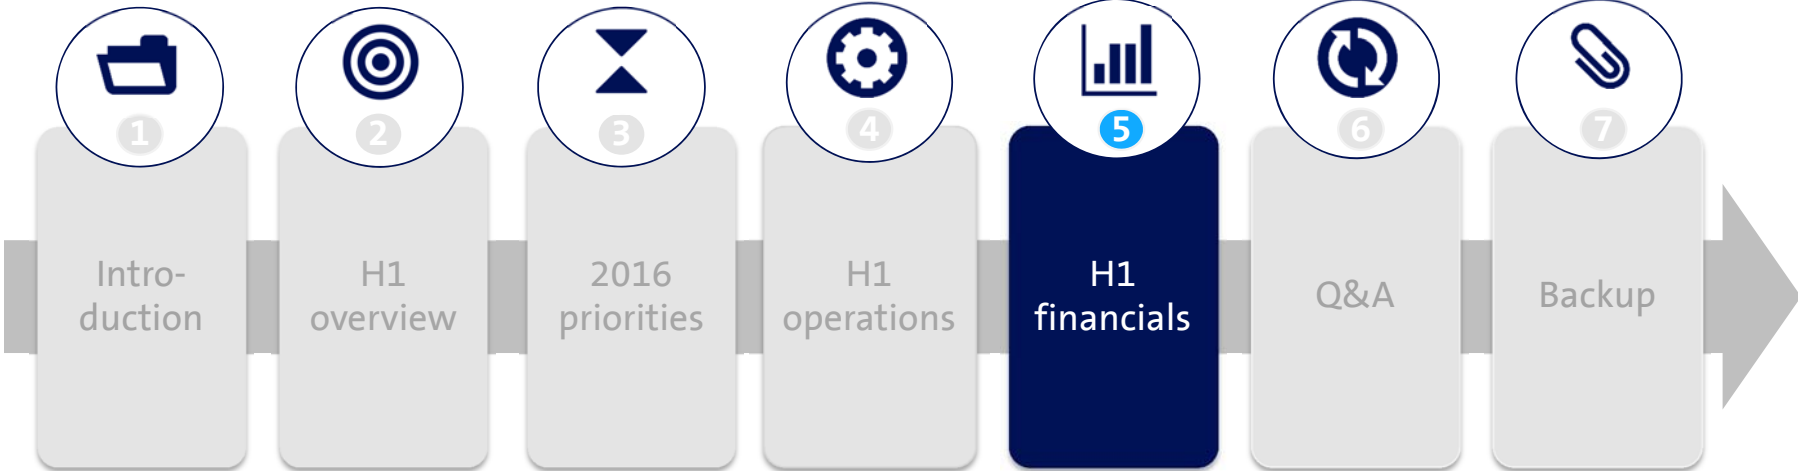 1
2
3
4
5
6
7
Intro-
duction
H1
overview
2016
priorities
H1
operations
H1
financials
Q&A
Backup